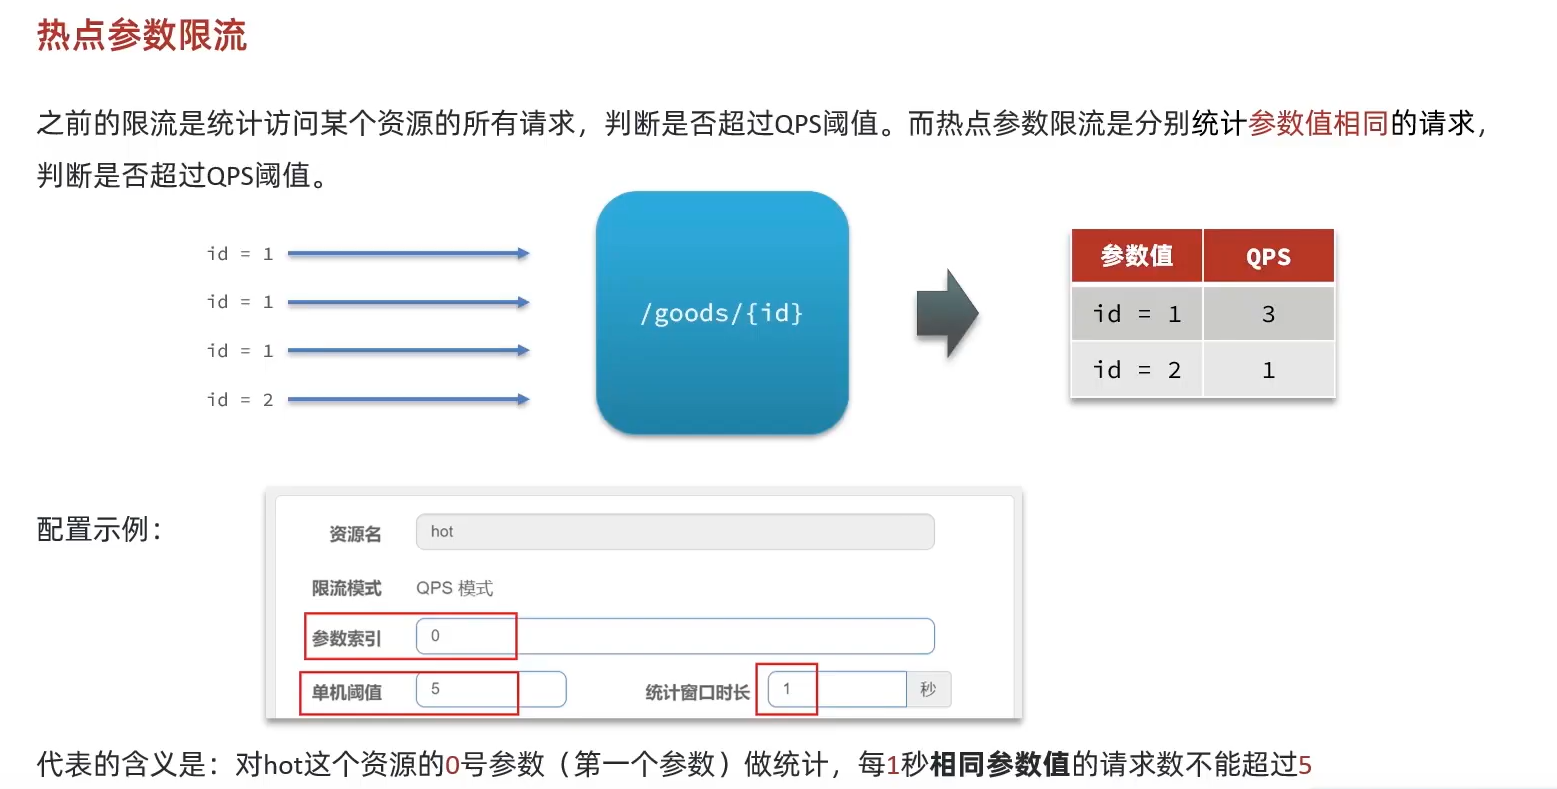 热点参数限流
之前的限流是统计访问某个资源的所有请求，判断是否超过QPS阈值。而热点参数限流是分别统计参数值相同的请求，
判断是否超过QPS阈值。
id = 1
id = 1
id = 1
id = 2
/goods/{id}
参数值 QPS
id = 1 3
id = 2 1
配置示例：
资源名 hot
限流模式 QPS 模式
参数索引 0
单机阈值 5 统计窗口时长 1 秒
代表的含义是：对hot这个资源的0号参数（第一个参数）做统计，每1秒相同参数值的请求数不能超过5